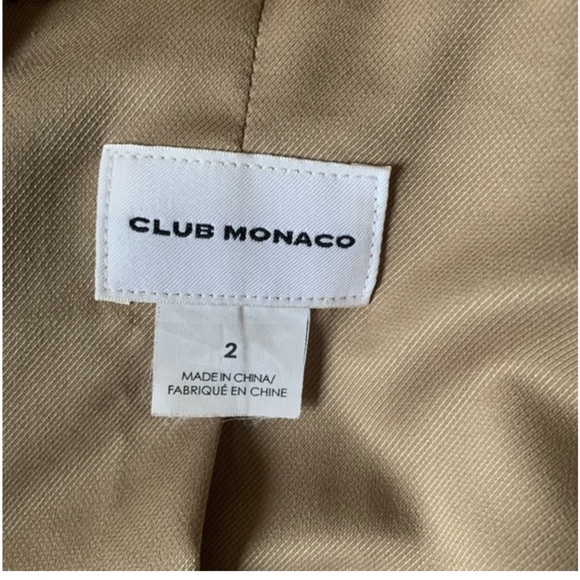 CLUB MONACO
2
MADE IN CHINA/
FABRIQUÉ EN CHINE